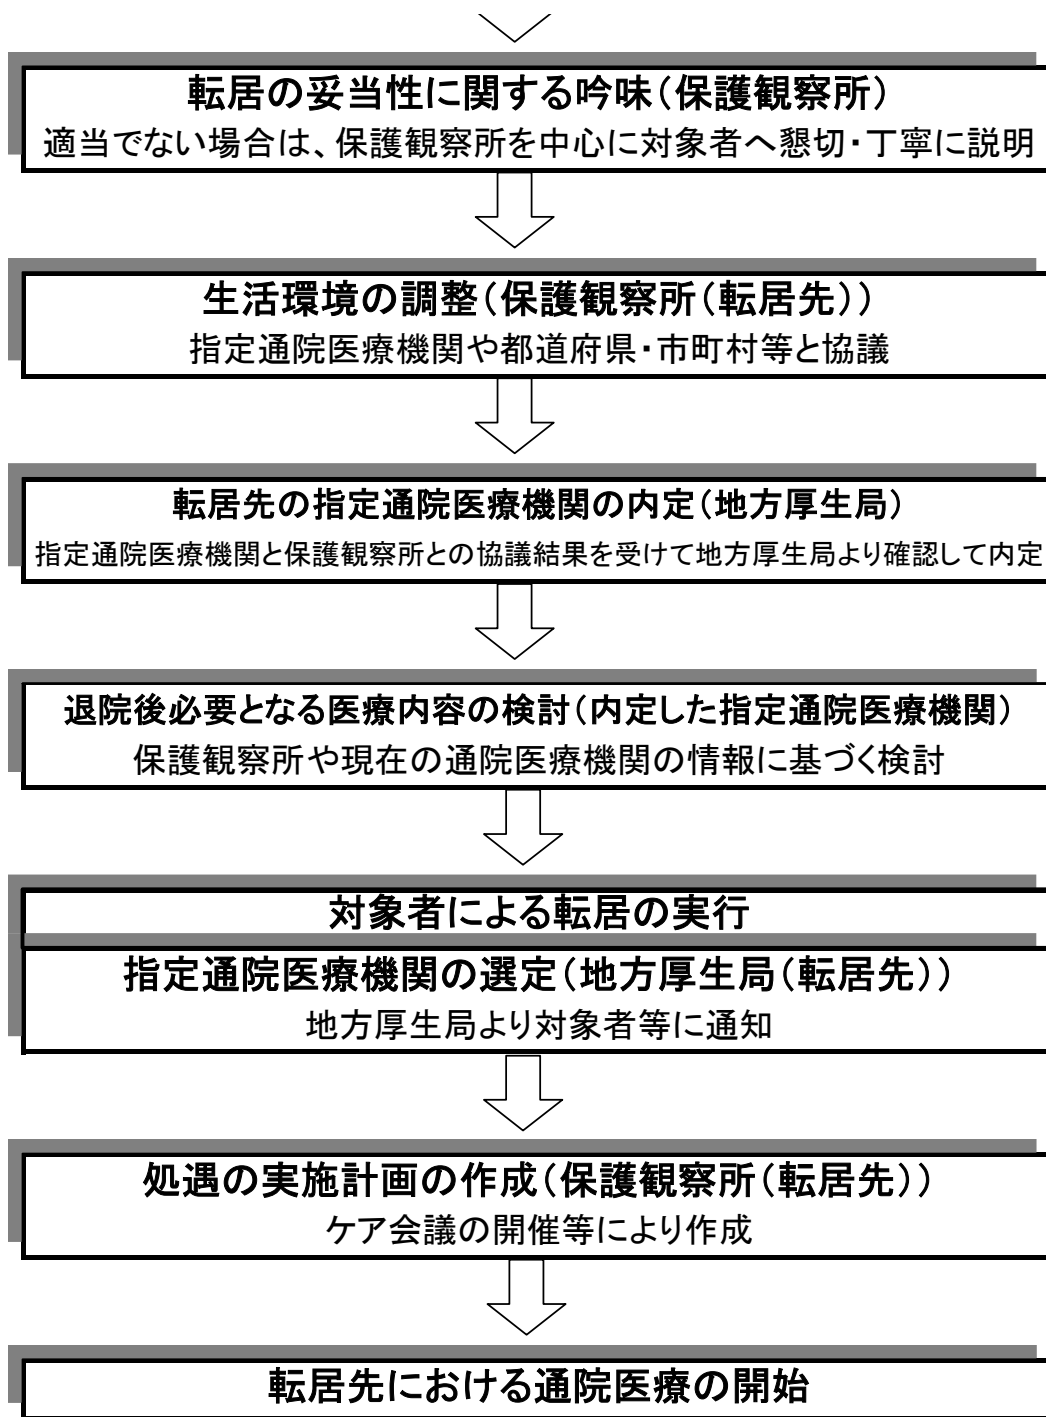 転居の妥当性に関する吟味(保護観察所)
適当でない場合は、保護観察所を中心に対象者へ懇切・丁寧に説明
生活環境の調整(保護観察所(転居先))
指定通院医療機関や都道府県・市町村等と協議
転居先の指定通院医療機関の内定(地方厚生局)
指定通院医療機関と保護観察所との協議結果を受けて地方厚生局より確認して内定
退院後必要となる医療内容の検討(内定した指定通院医療機関)
保護観察所や現在の通院医療機関の情報に基づく検討
対象者による転居の実行
指定通院医療機関の選定(地方厚生局(転居先))
地方厚生局より対象者等に通知
処遇の実施計画の作成(保護観察所(転居先))
ケア会議の開催等により作成
転居先における通院医療の開始